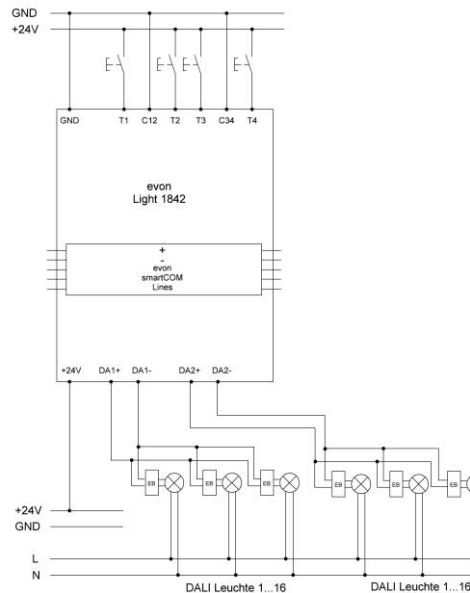 GND
+24V
GND T1 C12 T2 T3 C34 T4
evon
Light 1842
+
-
evon
smartCOM
Lines
+24V DA1+ DA1- DA2+ DA2-
EB EB EB EB EB EB
+24V
GND
L
N
DALI Leuchte 1...16 DALI Leuchte 1...16